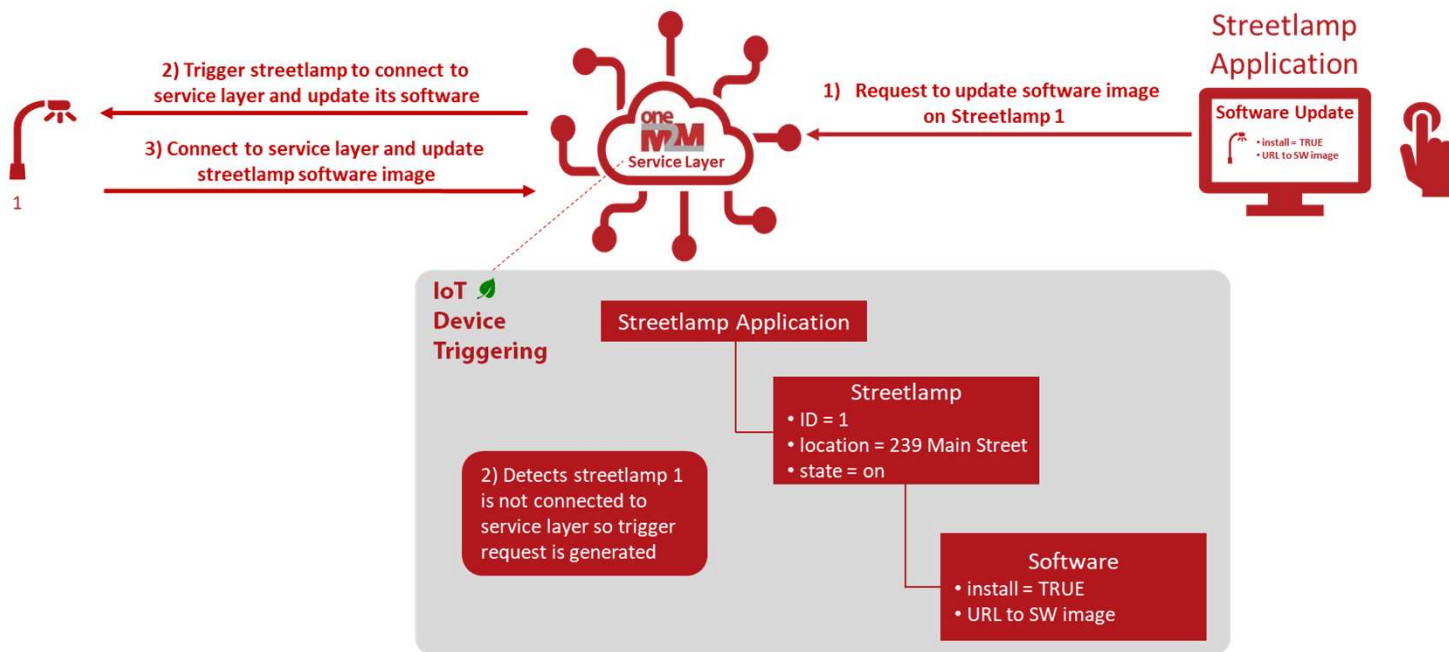 Streetlamp
Application
2) Trigger streetlamp to connect to
service layer and update its software
3) Connect to service layer and update
streetlamp software image
1
one
M2M
Service Layer
1) Request to update software image
on Streetlamp 1
Software Update
• install = TRUE
• URL to SW image
IoT
Device
Triggering
Streetlamp Application
Streetlamp
• ID = 1
• location = 239 Main Street
• state = on
2) Detects streetlamp 1
is not connected to
service layer so trigger
request is generated
Software
• install = TRUE
• URL to SW image